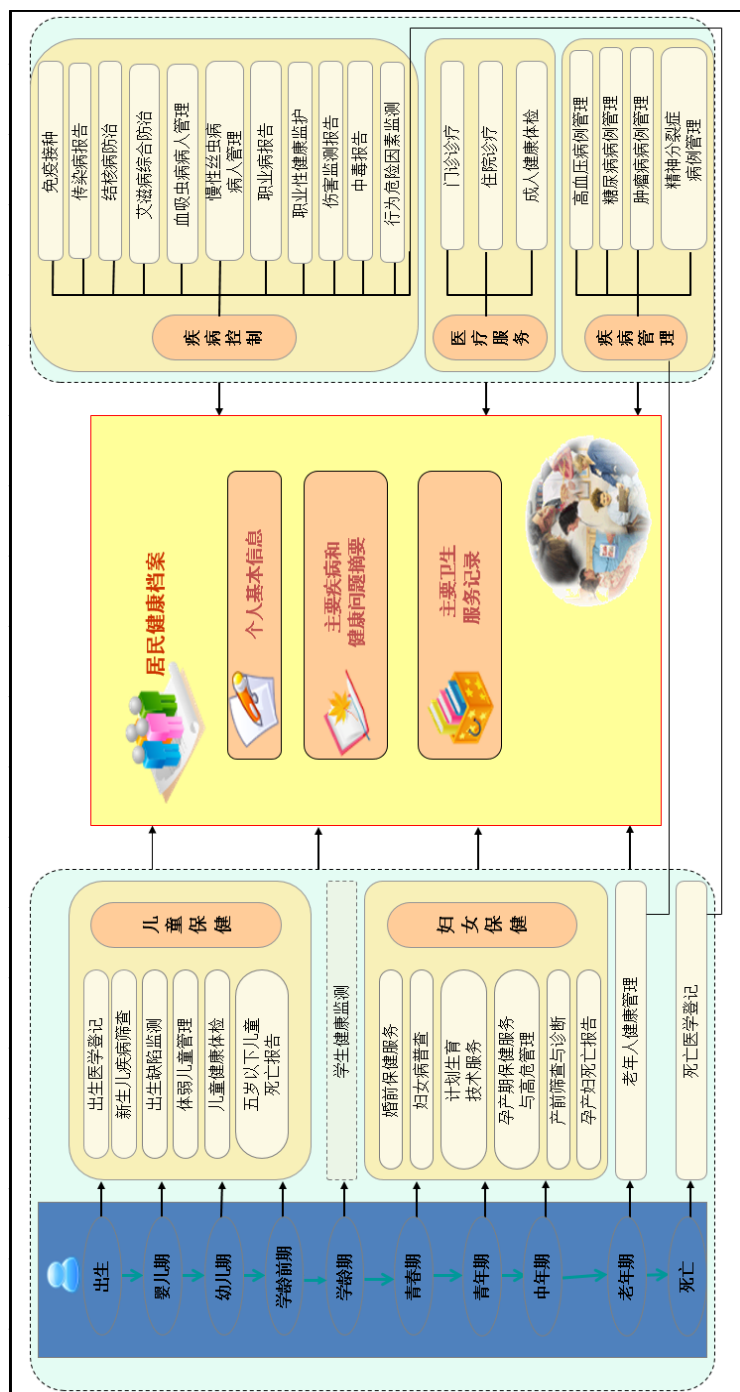 出生
婴儿期
幼儿期
学龄前期
学龄期
青春期
青年期
中年期
老年期
死亡
出生医学登记
新生儿疾病筛查
出生缺陷监测
体弱儿童管理
儿童健康体检
五岁以下儿童
死亡报告
儿童保健
学生健康监测
婚前保健服务
妇女病普查
计划生育
技术服务
孕产期保健服务
与高危管理
产前筛查与诊断
孕产妇死亡报告
妇女保健
老年人健康管理
死亡医学登记
居民健康档案
个人基本信息
主要疾病和
健康问题摘要
主要卫生
服务记录
疾病控制
免疫接种
传染病报告
结核病防治
艾滋病综合防治
血吸虫病病人管理
慢性丝虫病
病人管理
职业病报告
职业性健康监护
伤害监测报告
中毒报告
行为危险因素监测
医疗服务
门诊诊疗
住院诊疗
成人健康体检
疾病管理
高血压病例管理
糖尿病病例管理
肿瘤病病例管理
精神分裂症
病例管理